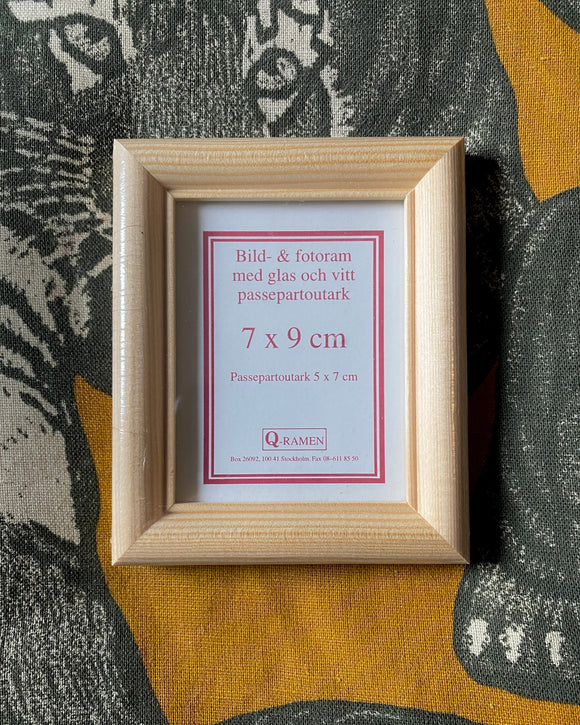 Bild- & fotoram
med glas och vitt
passepartoutark
7 x 9 cm
Passepartoutark 5 x 7 cm
Q-RAMEN
Box 26092, 100 41 Stockholm. Fax 08–611 85 50